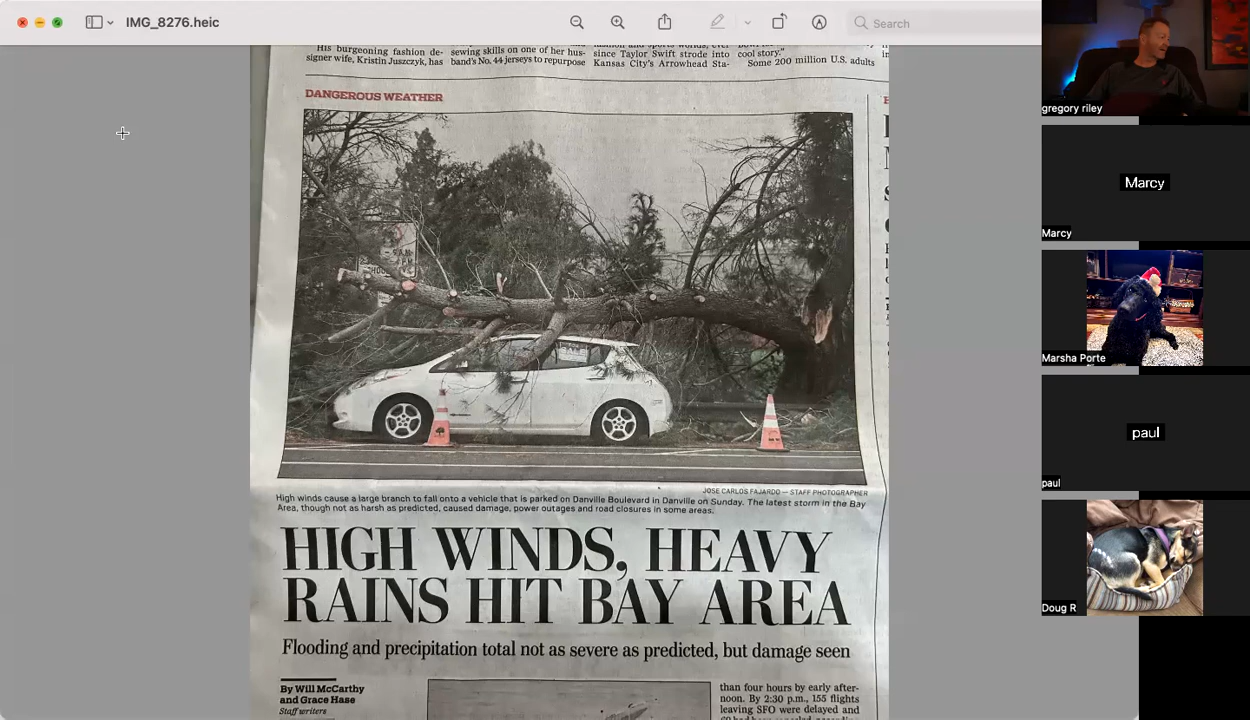 IMG_8276.heic
Search
His burgeoning fashion de-
signer wife, Kristin Juszczyk, has
sewing skills on one of her hus-
band's No. 44 jerseys to repurpose
since Taylor Swift strode into
Kansas City's Arrowhead Sta-
cool story."
Some 200 million U.S. adults
DANGEROUS WEATHER
JOSE CARLOS FAJARDO — STAFF PHOTOGRAPHER
High winds cause a large branch to fall onto a vehicle that is parked on Danville Boulevard in Danville on Sunday. The latest storm in the Bay
Area, though not as harsh as predicted, caused damage, power outages and road closures in some areas.
HIGH WINDS, HEAVY
RAINS HIT BAY AREA
Flooding and precipitation total not as severe as predicted, but damage seen
By Will McCarthy
and Grace Hase
Staff writers
than four hours by early after-
noon. By 2:30 p.m., 155 flights
leaving SFO were delayed and
gregory riley
Marcy
Marcy
Marsha Porte
paul
paul
Doug R